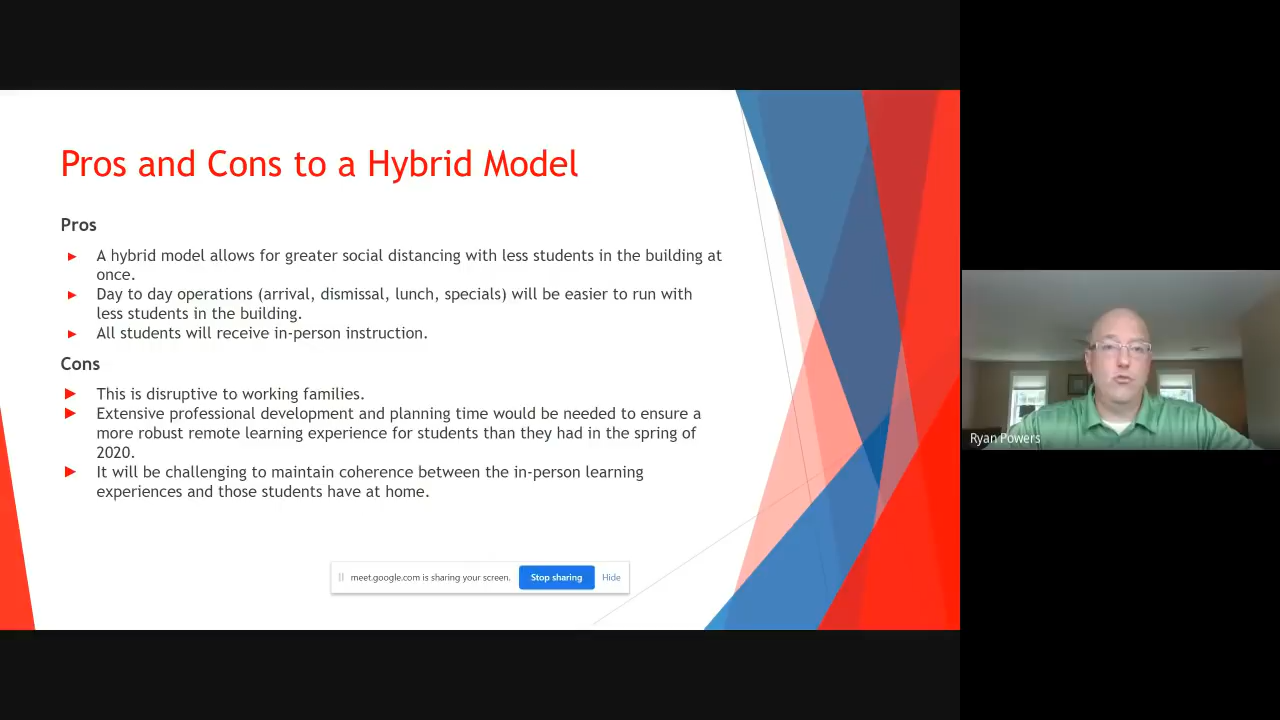 Pros and Cons to a Hybrid Model
Pros
A hybrid model allows for greater social distancing with less students in the building at
once.
Day to day operations (arrival, dismissal, lunch, specials) will be easier to run with
less students in the building.
All students will receive in-person instruction.
Cons
This is disruptive to working families.
Extensive professional development and planning time would be needed to ensure a
more robust remote learning experience for students than they had in the spring of
2020.
It will be challenging to maintain coherence between the in-person learning
experiences and those students have at home.
meet.google.com is sharing your screen. Stop sharing Hide
Ryan Powers